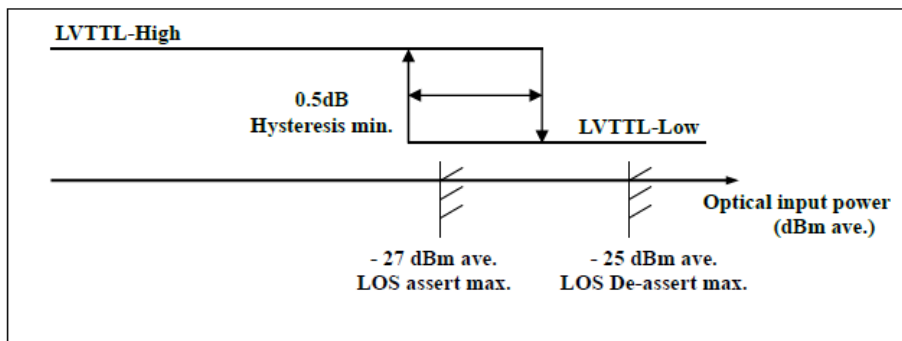 LVTTL-High
0.5dB
Hysteresis min.
LVTTL-Low
Optical input power
(dBm ave.)
- 27 dBm ave.
LOS assert max.
- 25 dBm ave.
LOS De-assert max.